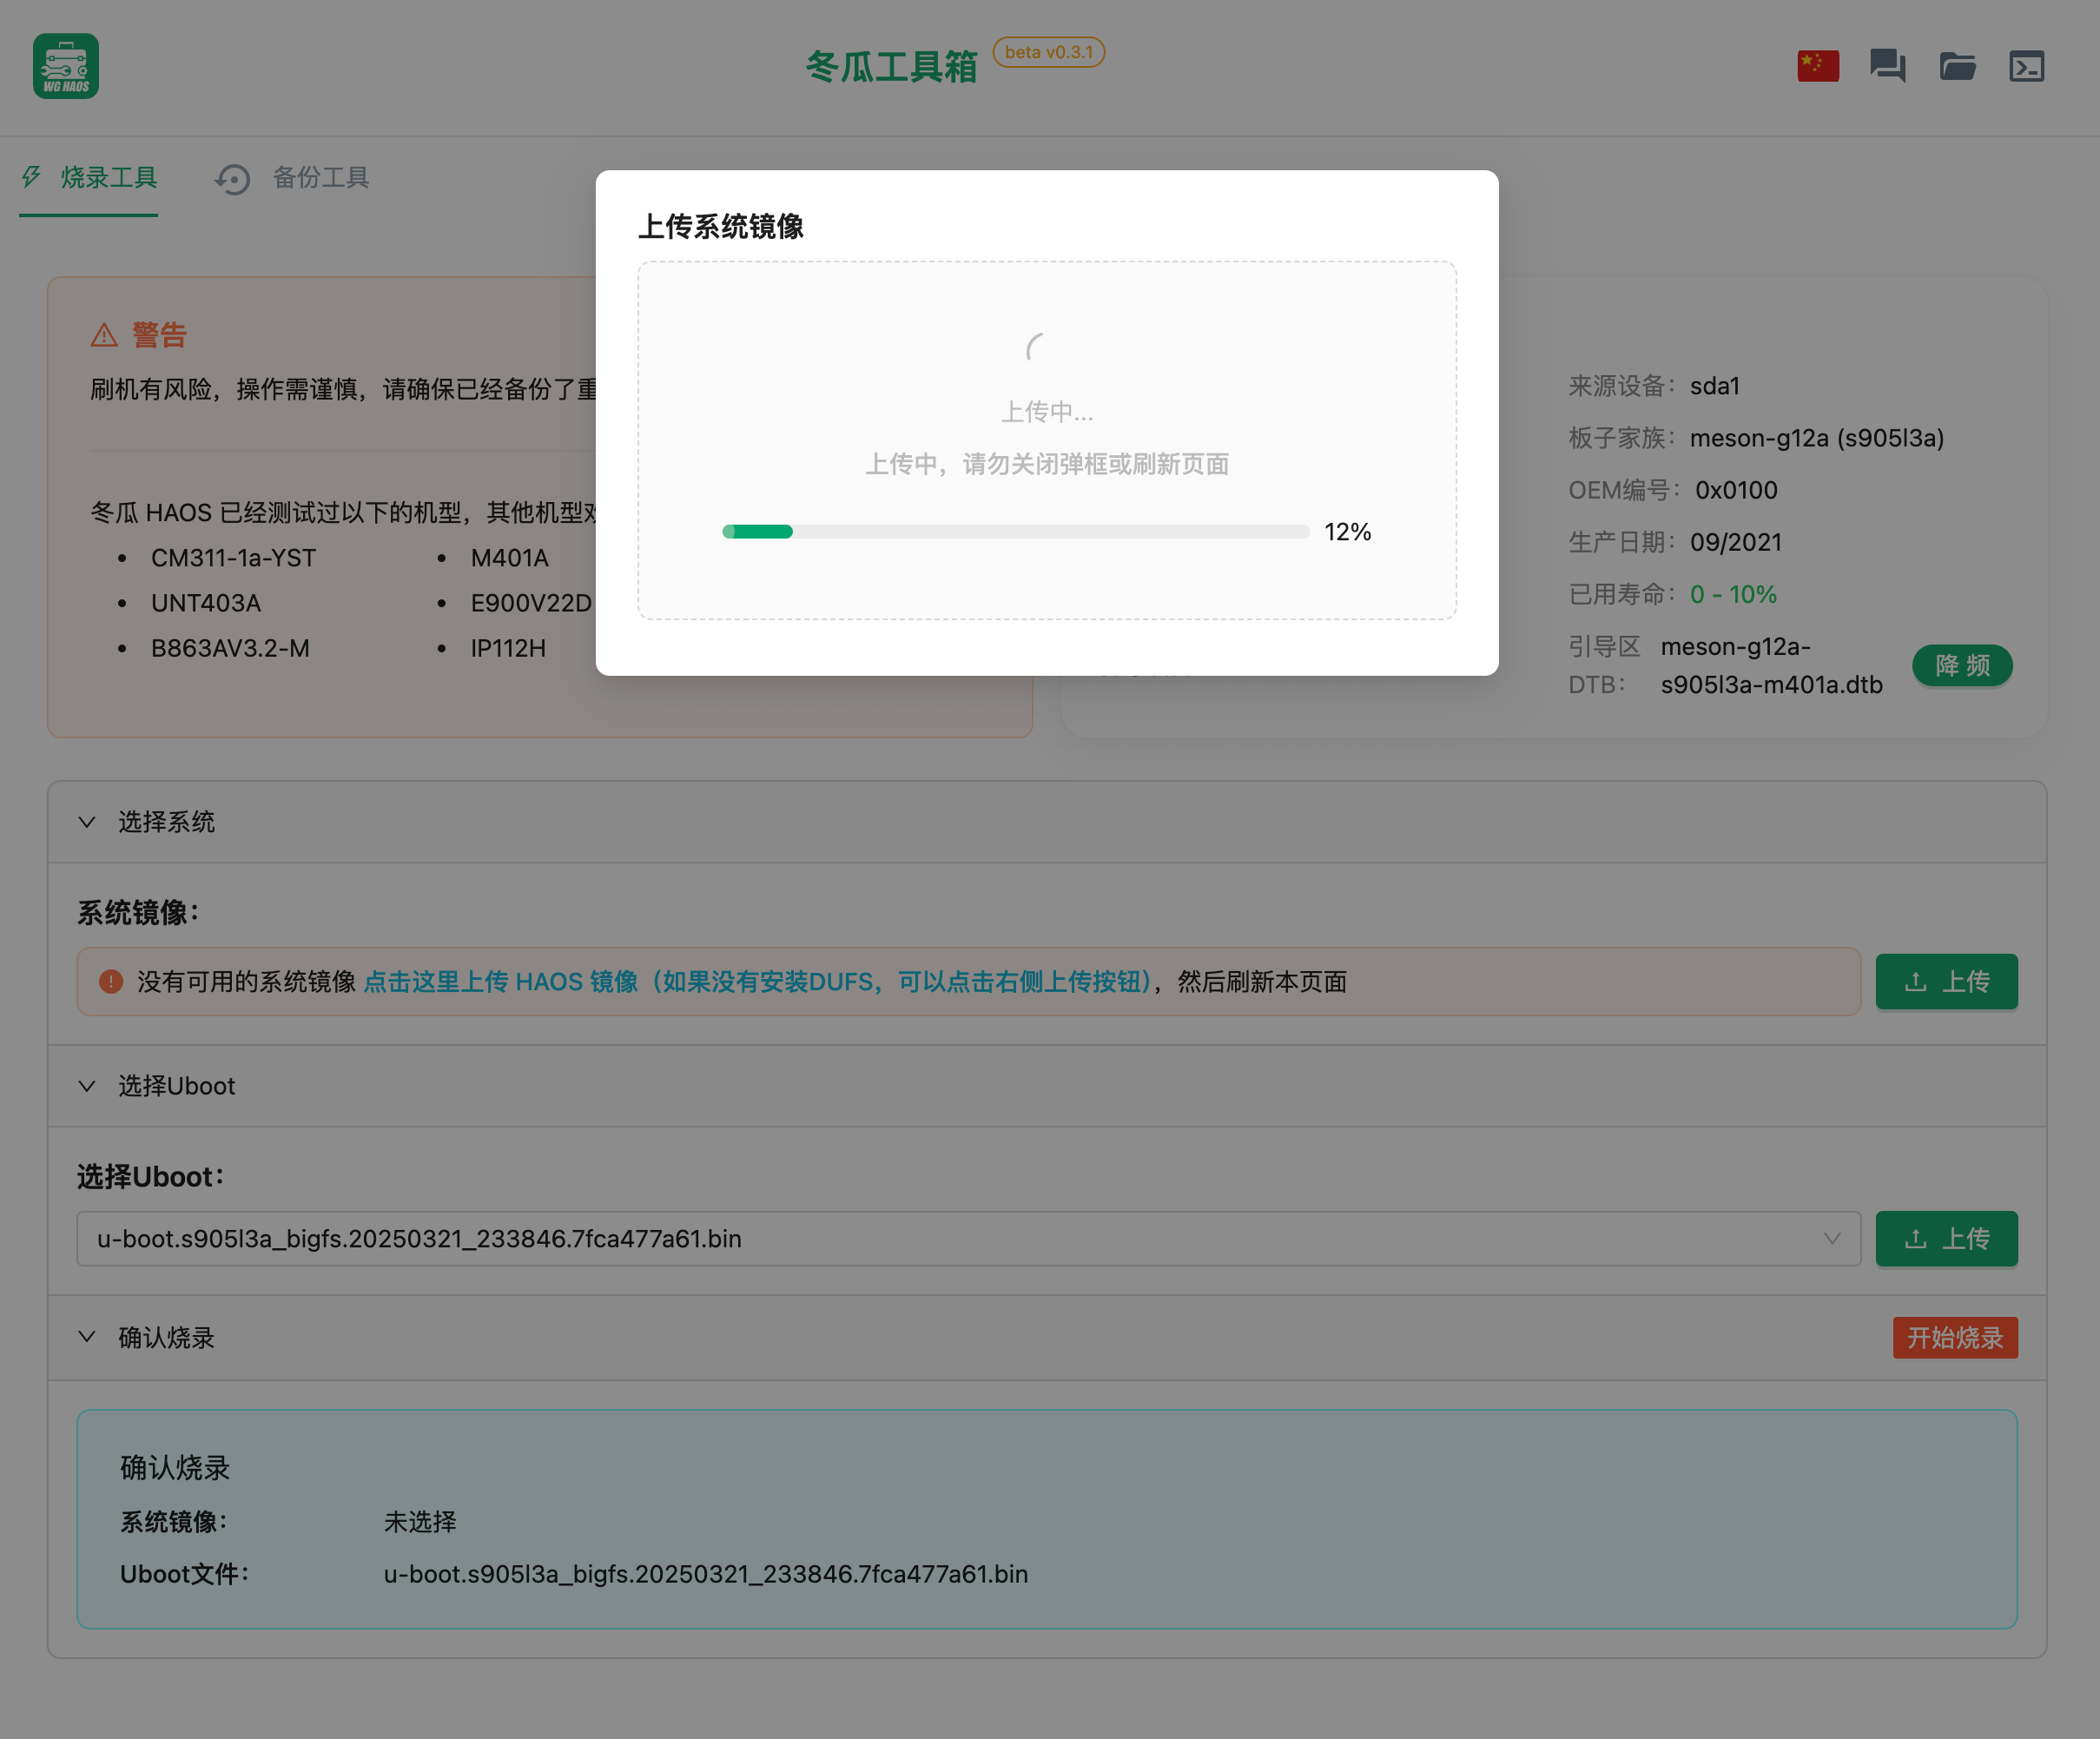 WG HAOS
冬瓜工具箱
beta v0.3.1
烧录工具
备份工具
上传系统镜像
上传中...
上传中，请勿关闭弹框或刷新页面
12%
警告
刷机有风险，操作需谨慎，请确保已经备份了重
冬瓜 HAOS 已经测试过以下的机型，其他机型欢
CM311-1a-YST
M401A
UNT403A
E900V22D
B863AV3.2-M
IP112H
来源设备：sda1
板子家族：meson-g12a (s905l3a)
OEM编号：0x0100
生产日期：09/2021
已用寿命：0 - 10%
引导区 meson-g12a-
DTB： s905l3a-m401a.dtb
降 频
选择系统
系统镜像：
没有可用的系统镜像 点击这里上传 HAOS 镜像（如果没有安装DUFS，可以点击右侧上传按钮），然后刷新本页面
上传
选择Uboot
选择Uboot：
u-boot.s905l3a_bigfs.20250321_233846.7fca477a61.bin
上传
确认烧录
开始烧录
确认烧录
系统镜像： 未选择
Uboot文件： u-boot.s905l3a_bigfs.20250321_233846.7fca477a61.bin